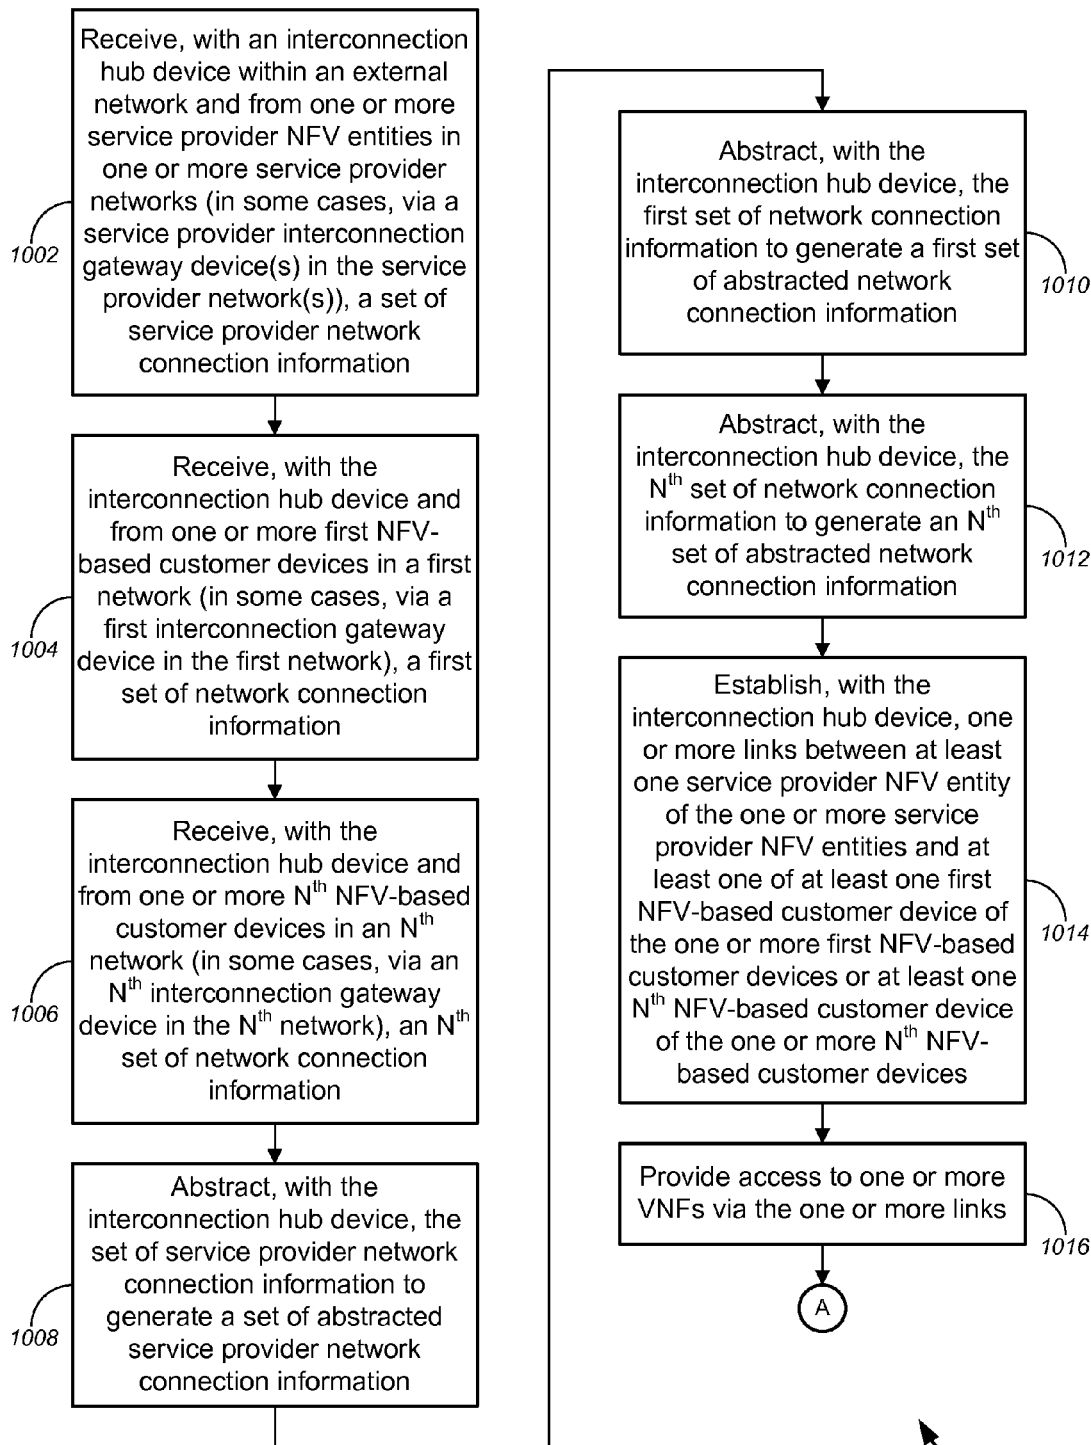 Receive, with an interconnection
hub device within an external
network and from one or more
service provider NFV entities in
one or more service provider
networks (in some cases, via a
service provider interconnection
gateway device(s) in the service
provider network(s)), a set of
service provider network
connection information
1002
Receive, with the
interconnection hub device and
from one or more first NFV-
based customer devices in a first
network (in some cases, via a
first interconnection gateway
device in the first network), a first
set of network connection
information
1004
Receive, with the
interconnection hub device and
from one or more Nth NFV-based
customer devices in an Nth
network (in some cases, via an
Nth interconnection gateway
device in the Nth network), an Nth
set of network connection
information
1006
Abstract, with the
interconnection hub device, the
set of service provider network
connection information to
generate a set of abstracted
service provider network
connection information
1008
Abstract, with the
interconnection hub device, the
first set of network connection
information to generate a first set
of abstracted network
connection information
1010
Abstract, with the
interconnection hub device, the
Nth set of network connection
information to generate an Nth
set of abstracted network
connection information
1012
Establish, with the
interconnection hub device, one
or more links between at least
one service provider NFV entity
of the one or more service
provider NFV entities and at
least one of at least one first
NFV-based customer device of
the one or more first NFV-based
customer devices or at least one
Nth NFV-based customer device
of the one or more Nth NFV-
based customer devices
1014
Provide access to one or more
VNFs via the one or more links
1016
A